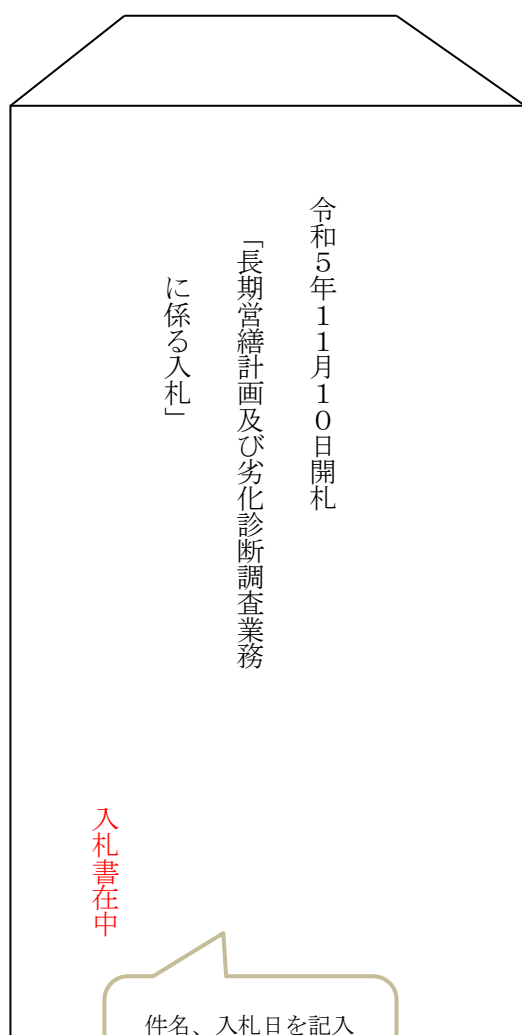 令和５年１１月１０日開札
「長期営繕計画及び劣化診断調査業務
に係る入札」
入札書在中
件名、入札日を記入